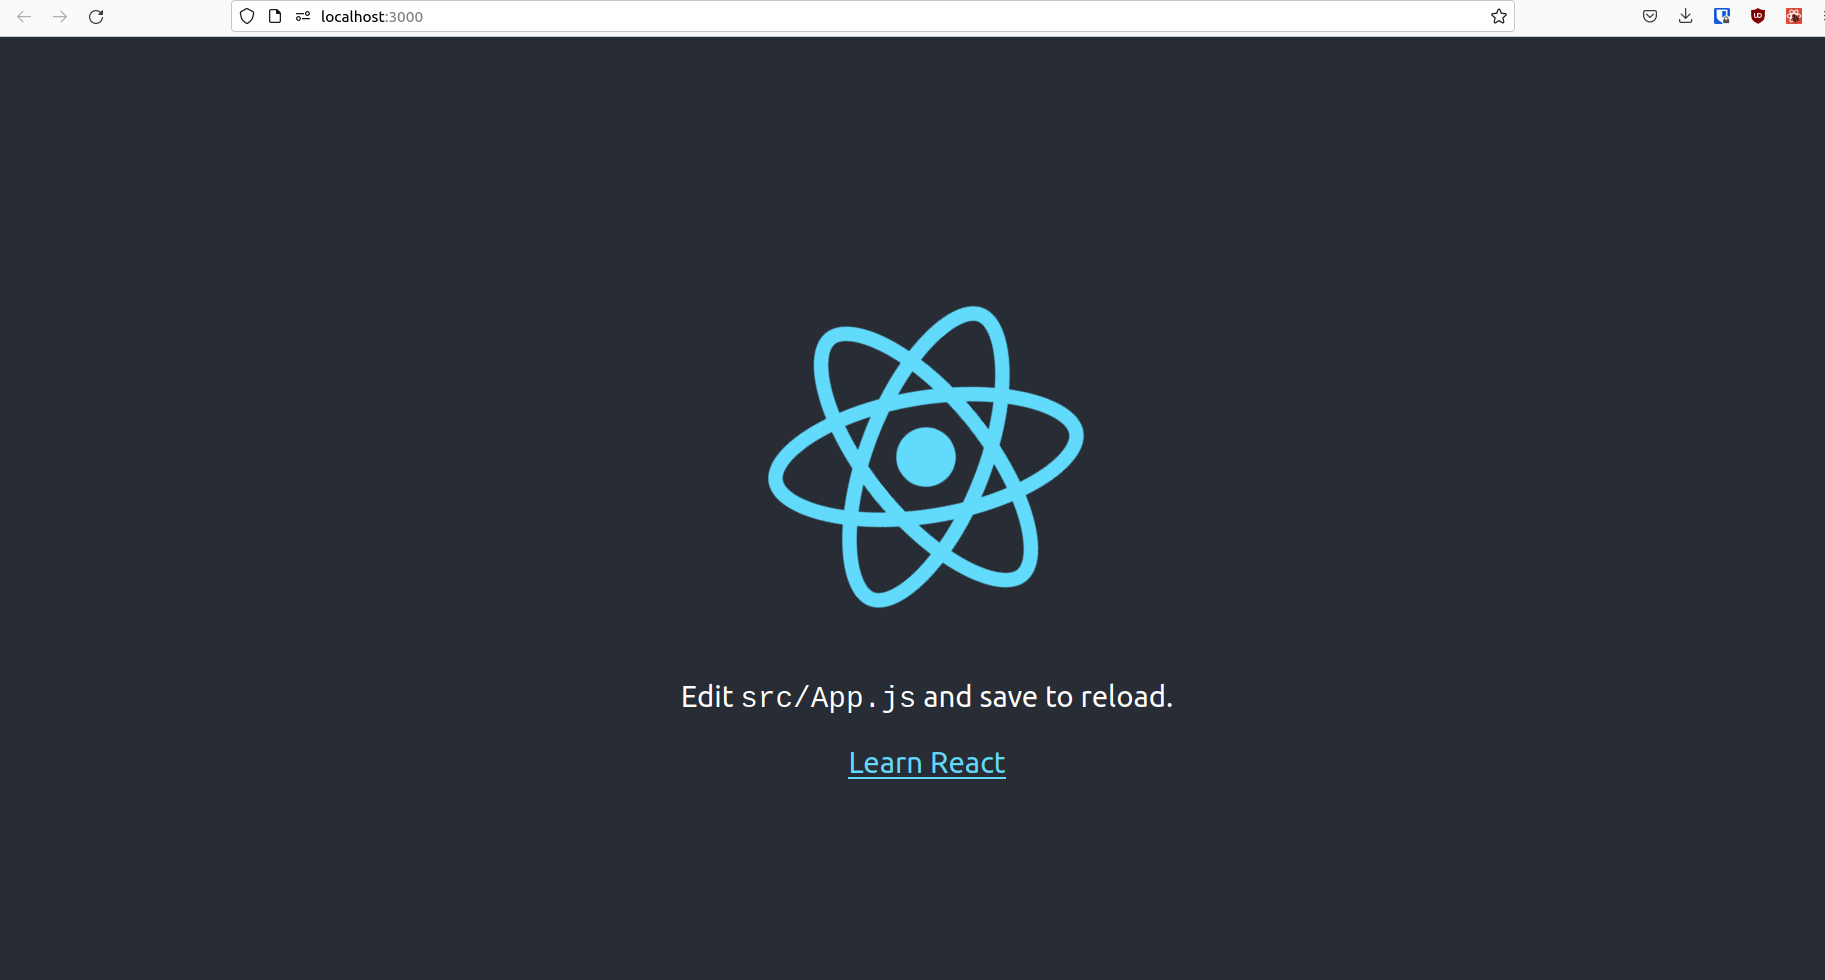 localhost:3000
Edit src/App.js and save to reload.
Learn React